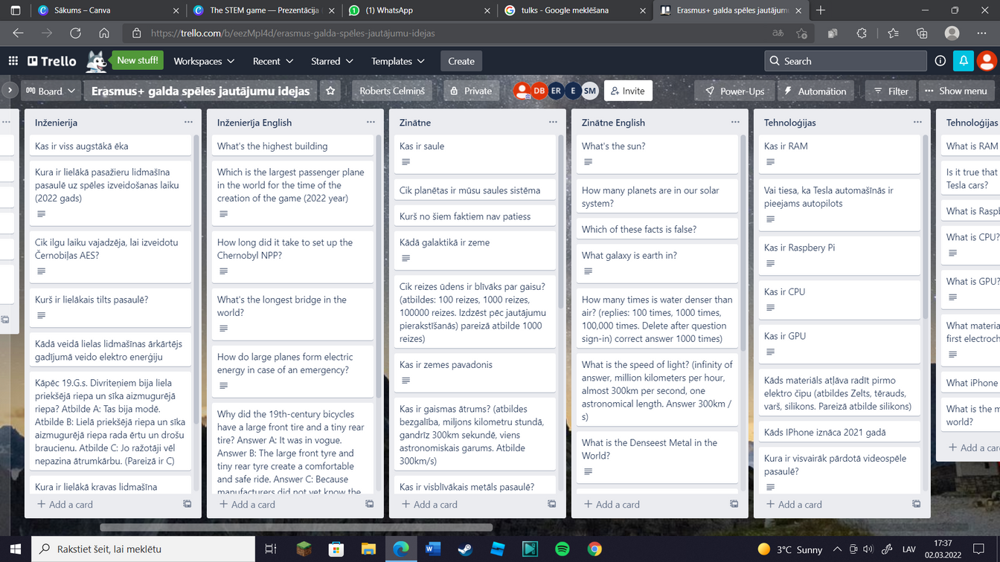 Sākums – Canva
The STEM game — Prezentācija
(1) WhatsApp
tulks - Google meklēšana
Erasmus+ galda spēles jautājumu
https://trello.com/b/eezMpI4d/erasmus-galda-spēles-jautājumu-idejas
Trello
New stuff!
Workspaces
Recent
Starred
Templates
Create
Search
Board
Erasmus+ galda spēles jautājumu idejas
Roberts Celmiņš
Private
DB
ER
E
SM
Invite
Power-Ups
Automation
Filter
Show menu
Inženierija
Kas ir viss augstākā ēka
Kura ir lielākā pasažieru lidmašīna
pasaulē uz spēles izveidošanas laiku
(2022 gads)
Cik ilgu laiku vajadzēja, lai izveidotu
Černobiļas AES?
Kurš ir lielākais tilts pasaulē?
Kādā veidā lielas lidmašīnas ārkārtējs
gadījumā veido elektro enerģiju
Kāpēc 19.G.s. Divriteņiem bija liela
priekšējā riepa un sīka aizmugurējā
riepa? Atbilde A: Tas bija modē.
Atbilde B: Lielā priekšējā riepa un sīka
aizmugurējā riepa rada ērtu un drošu
braucienu. Atbilde C: Jo ražotāji vēl
nepazina ātrumkārbu. (Pareizā ir C)
Kura ir lielākā kravas lidmašīna
+ Add a card
Inženierīja English
What's the highest building
Which is the largest passenger plane
in the world for the time of the
creation of the game (2022 year)
How long did it take to set up the
Chernobyl NPP?
What's the longest bridge in the
world?
How do large planes form electric
energy in case of an emergency?
Why did the 19th-century bicycles
have a large front tire and a tiny rear
tire? Answer A: It was in vogue.
Answer B: The large front tyre and
tiny rear tyre create a comfortable
and safe ride. Answer C: Because
manufacturers did not yet know the
+ Add a card
Zinātne
Kas ir saule
Cik planētas ir mūsu saules sistēma
Kurš no šiem faktiem nav patiess
Kādā galaktikā ir zeme
Cik reizes ūdens ir blīvāks par gaisu?
(atbildes: 100 reizes, 1000 reizes,
100000 reizes. Izdzēst pēc jautājumu
pierakstīšanās) pareizā atbilde 1000
reizes)
Kas ir zemes pavadonis
Kas ir gaismas ātrums? (atbildes
bezgalība, miljons kilometru stundā,
gandrīz 300km sekundē, viens
astronomiskais garums. Atbilde
300km/s)
Kas ir visblīvākais metāls pasaulē?
+ Add a card
Zinātne English
What's the sun?
How many planets are in our solar
system?
Which of these facts is false?
What galaxy is earth in?
How many times is water denser than
air? (replies: 100 times, 1000 times,
100,000 times. Delete after question
sign-in) correct answer 1000 times)
What is the speed of light? (infinity of
answer, million kilometers per hour,
almost 300km per second, one
astronomical length. Answer 300km /
s)
What is the Denseest Metal in the
World?
+ Add a card
Tehnoloģijas
Kas ir RAM
Vai tiesa, ka Tesla automašīnās ir
pieejams autopilots
Kas ir Raspbery Pi
Kas ir CPU
Kas ir GPU
Kāds materiāls atļāva radīt pirmo
elektro čipu (atbildes Zelts, tērauds,
varš, silikons. Pareizā atbilde silikons)
Kāds IPhone iznāca 2021 gadā
Kura ir visvairāk pārdotā videospēle
pasaulē?
+ Add a card
Tehnoloģijas
What is RAM
Is it true that
Tesla cars?
What is Raspb
What is CPU?
What is GPU?
What materia
first electroch
What iPhone
What is the m
world?
+ Add a card
Rakstiet šeit, lai meklētu
3°C Sunny
LAV
17:37
02.03.2022